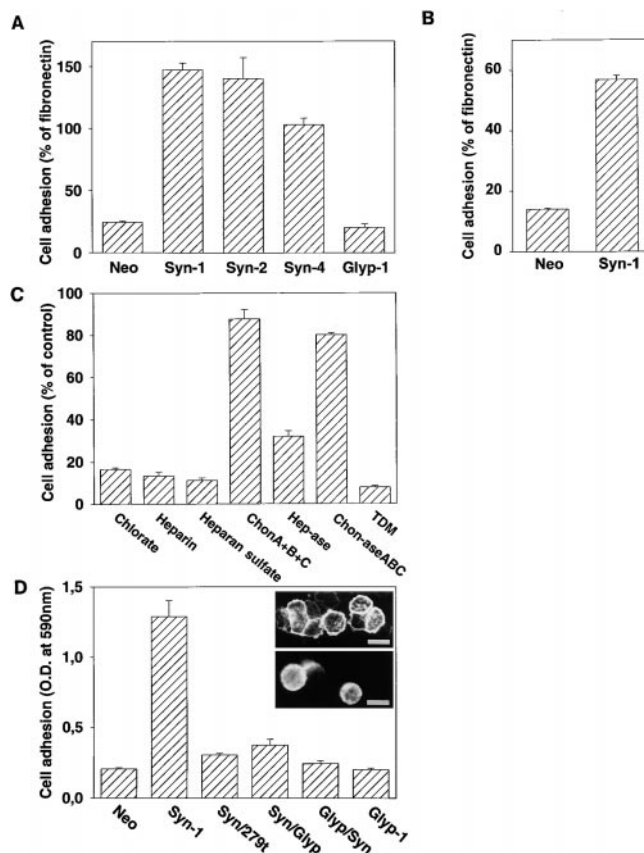 A
Cell adhesion (% of fibronectin)
150
100
50
0
Neo Syn-1 Syn-2 Syn-4 Glyp-1
B
Cell adhesion (% of fibronectin)
60
40
20
0
Neo Syn-1
C
Cell adhesion (% of control)
100
80
60
40
20
0
Chlorate
Heparin
Heparan sulfate
ChonA+B+C
Hep-ase
Chon-aseABC
TDM
D
Cell adhesion (O.D. at 590nm)
1,5
1,0
0,5
0,0
Neo
Syn-1
Syn/279t
Syn/Glyp
Glyp/Syn
Glyp-1